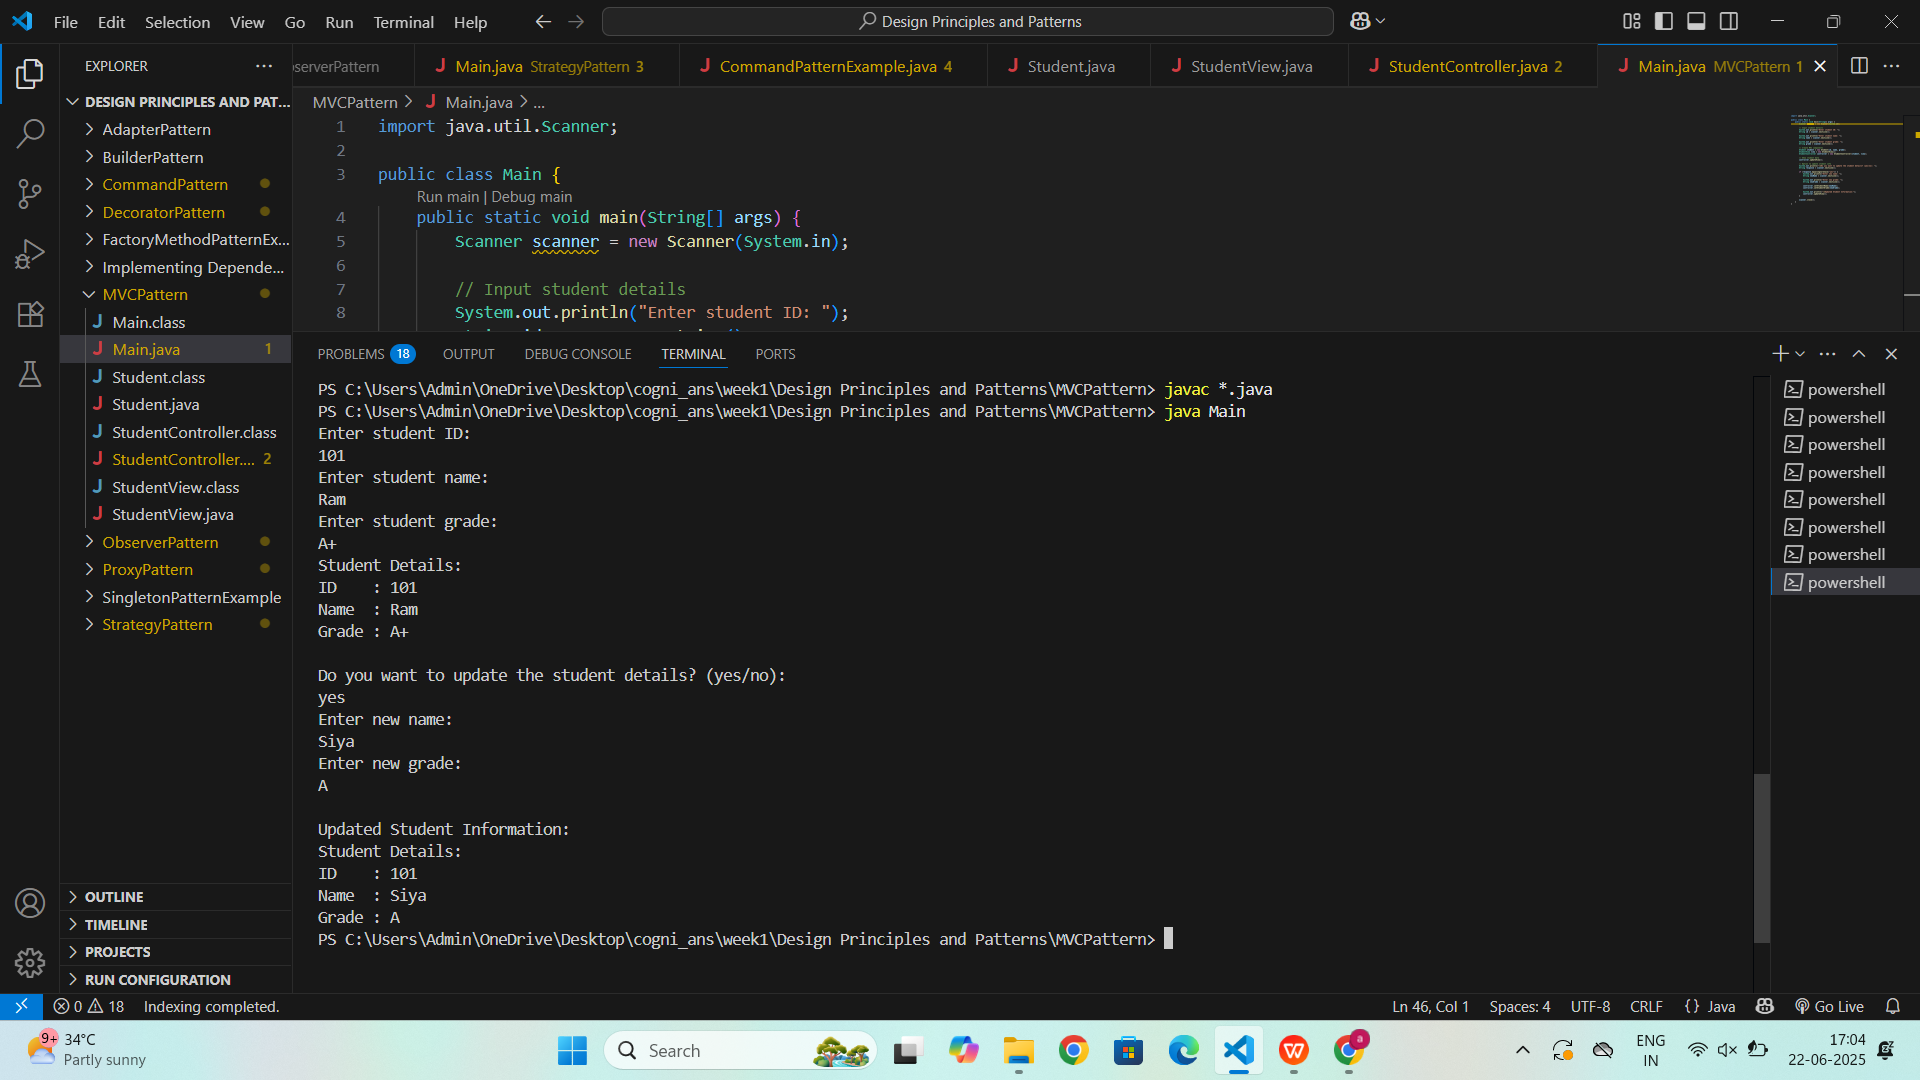 File Edit Selection View Go Run Terminal Help
Design Principles and Patterns
EXPLORER
DESIGN PRINCIPLES AND PAT...
AdapterPattern
BuilderPattern
CommandPattern
DecoratorPattern
FactoryMethodPatternEx...
Implementing Depende...
MVCPattern
Main.class
Main.java 1
Student.class
Student.java
StudentController.class
StudentController.... 2
StudentView.class
StudentView.java
ObserverPattern
ProxyPattern
SingletonPatternExample
StrategyPattern
OUTLINE
TIMELINE
PROJECTS
RUN CONFIGURATION
serverPattern
Main.java StrategyPattern 3
CommandPatternExample.java 4
Student.java
StudentView.java
StudentController.java 2
Main.java MVCPattern 1
MVCPattern > Main.java > ...
1 import java.util.Scanner;
2
3 public class Main {
Run main | Debug main
4 public static void main(String[] args) {
5 Scanner scanner = new Scanner(System.in);
6
7 // Input student details
8 System.out.println("Enter student ID: ");
PROBLEMS 18 OUTPUT DEBUG CONSOLE TERMINAL PORTS
PS C:\Users\Admin\OneDrive\Desktop\cogni_ans\week1\Design Principles and Patterns\MVCPattern> javac *.java
PS C:\Users\Admin\OneDrive\Desktop\cogni_ans\week1\Design Principles and Patterns\MVCPattern> java Main
Enter student ID:
101
Enter student name:
Ram
Enter student grade:
A+
Student Details:
ID : 101
Name : Ram
Grade : A+
Do you want to update the student details? (yes/no):
yes
Enter new name:
Siya
Enter new grade:
A
Updated Student Information:
Student Details:
ID : 101
Name : Siya
Grade : A
PS C:\Users\Admin\OneDrive\Desktop\cogni_ans\week1\Design Principles and Patterns\MVCPattern>
powershell
powershell
powershell
powershell
powershell
powershell
powershell
powershell
0 18 Indexing completed.
Ln 46, Col 1 Spaces: 4 UTF-8 CRLF {} Java Go Live
9+ 34°C
Partly sunny
Search
a
ENG
IN
17:04
22-06-2025